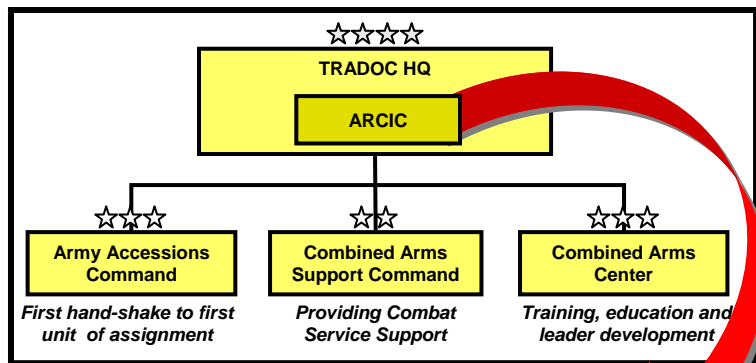 TRADOC HQ
ARCIC
Army Accessions
Command
First hand-shake to first
unit of assignment
Combined Arms
Support Command
Providing Combat
Service Support
Combined Arms
Center
Training, education and
leader development